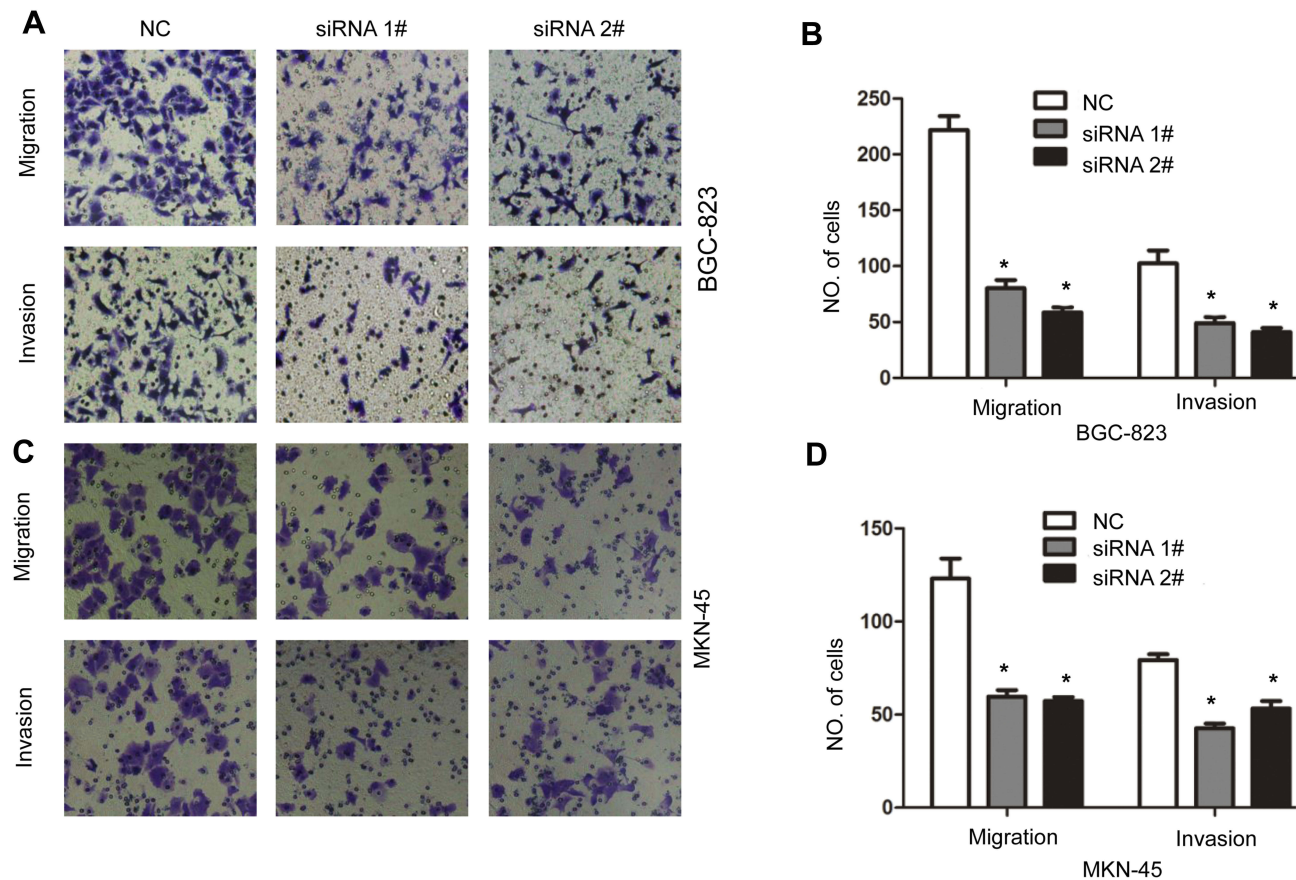 A
NC
siRNA 1#
siRNA 2#
Migration
Invasion
BGC-823
B
250
200
150
100
50
0
NO. of cells
NC
siRNA 1#
siRNA 2#
*
*
*
*
Migration
Invasion
BGC-823
C
Migration
Invasion
MKN-45
D
150
100
50
0
NO. of cells
NC
siRNA 1#
siRNA 2#
*
*
*
*
Migration
Invasion
MKN-45